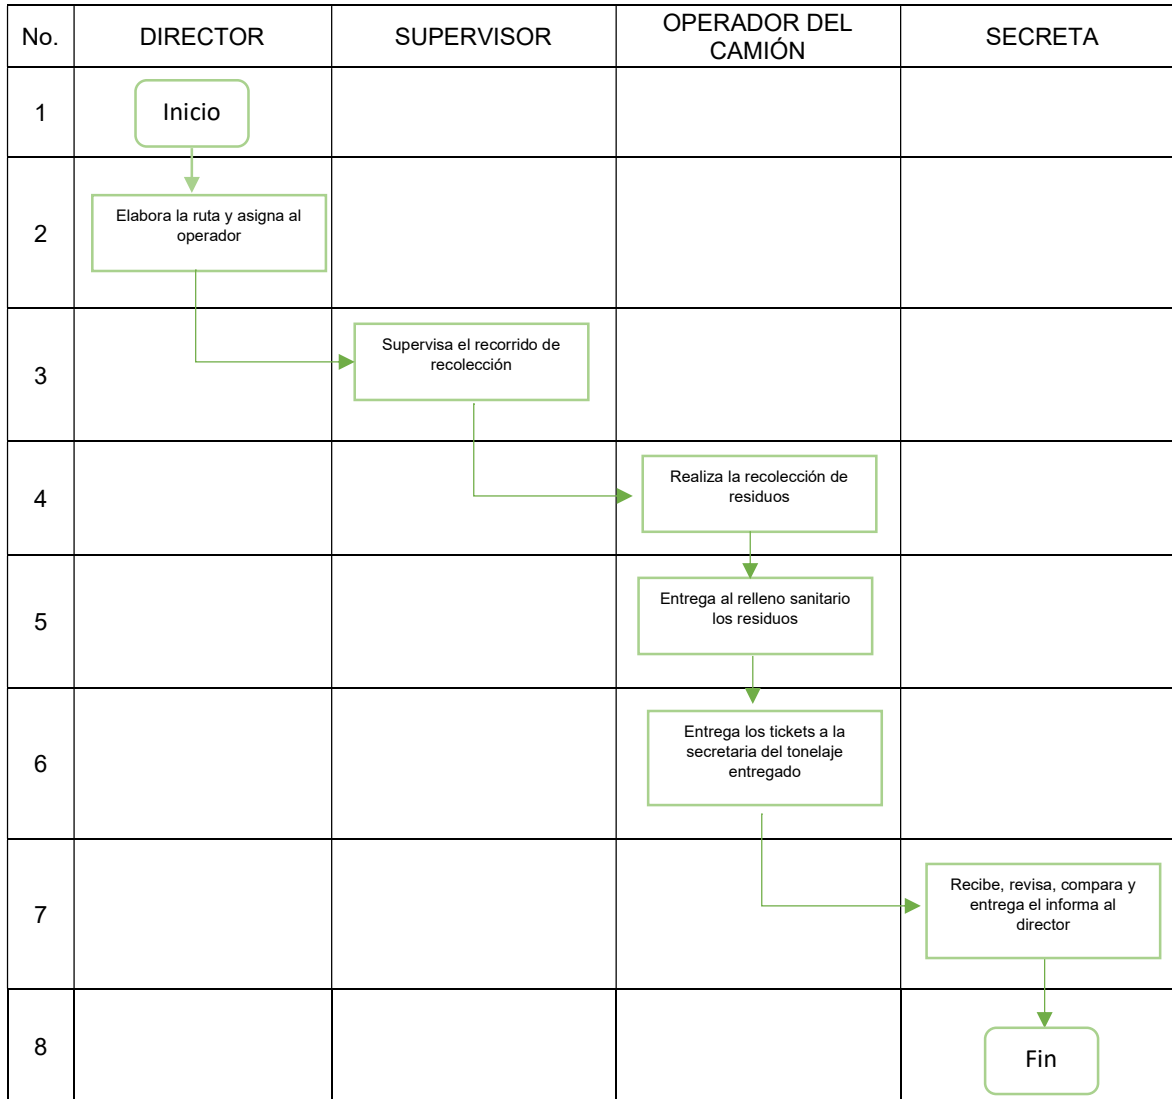 No.
DIRECTOR
SUPERVISOR
OPERADOR DEL
CAMIÓN
SECRETA
1
Inicio
2
Elabora la ruta y asigna al
operador
3
Supervisa el recorrido de
recolección
4
Realiza la recolección de
residuos
5
Entrega al relleno sanitario
los residuos
6
Entrega los tickets a la
secretaria del tonelaje
entregado
7
Recibe, revisa, compara y
entrega el informa al
director
8
Fin